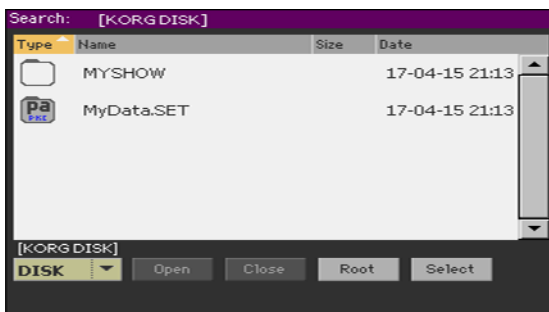 Search: [KORG DISK]
Type Name Size Date
MYSHOW 17-04-15 21:13
Pa PKG MyData.SET 17-04-15 21:13
[KORG DISK]
DISK Open Close Root Select